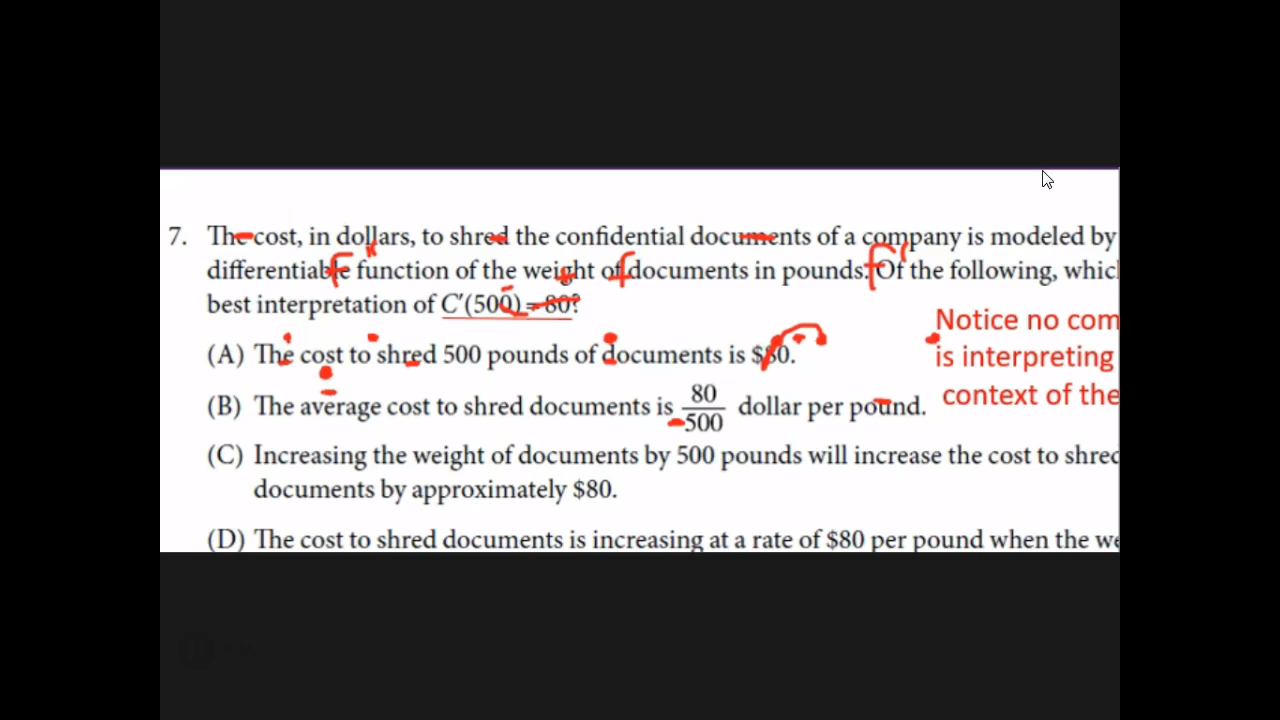 7. The cost, in dollars, to shred the confidential documents of a company is modeled by
differentiable function of the weight of documents in pounds. Of the following, whic
best interpretation of C′(500) = 80?
f f f'
(A) The cost to shred 500 pounds of documents is $80.
Notice no com
is interpreting
context of the
(B) The average cost to shred documents is 80/500 dollar per pound.
(C) Increasing the weight of documents by 500 pounds will increase the cost to shred
documents by approximately $80.
(D) The cost to shred documents is increasing at a rate of $80 per pound when the we